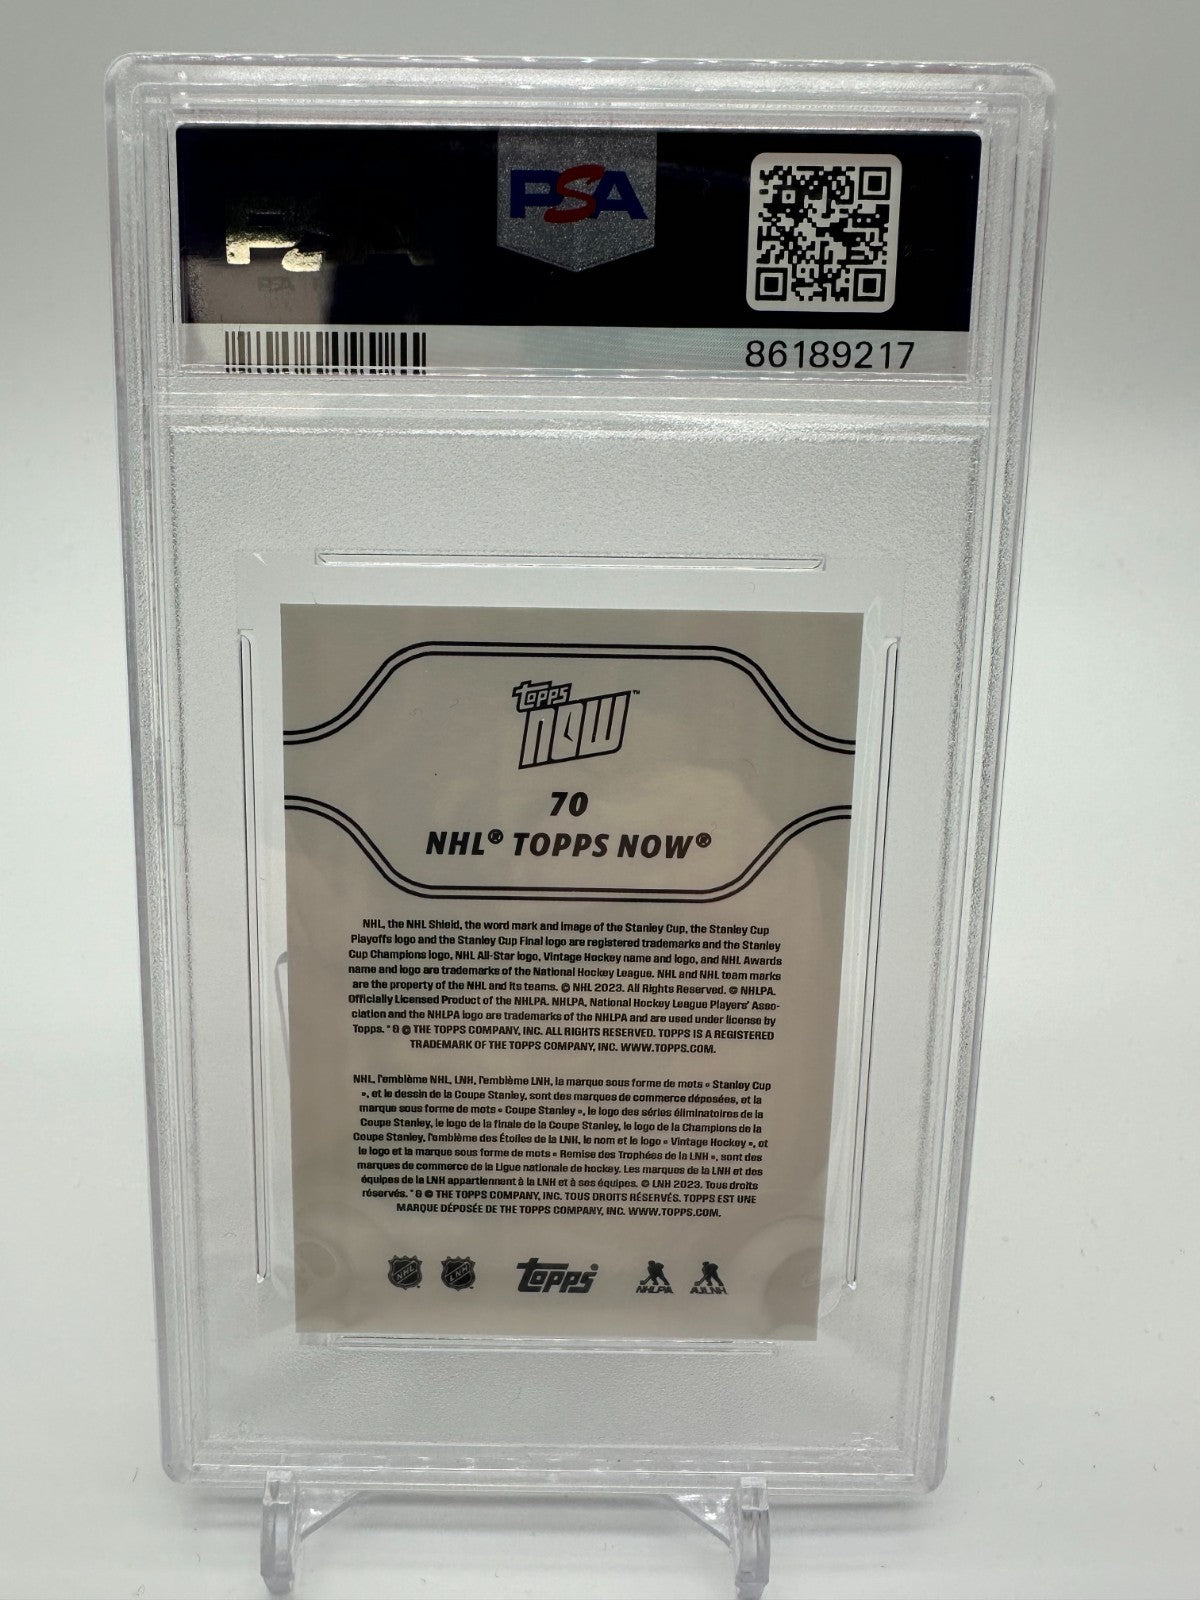 PSA
PSA
86189217
topps
now™
70
NHL® TOPPS NOW®
NHL, the NHL Shield, the word mark and image of the Stanley Cup, the Stanley Cup
Playoffs logo and the Stanley Cup Final logo are registered trademarks and the Stanley
Cup Champions logo, NHL All-Star logo, Vintage Hockey name and logo, and NHL Awards
name and logo are trademarks of the National Hockey League. NHL and NHL team marks
are the property of the NHL and its teams. © NHL 2023. All Rights Reserved. © NHLPA.
Officially Licensed Product of the NHLPA. NHLPA, National Hockey League Players' Asso-
ciation and the NHLPA logo are trademarks of the NHLPA and are used under license by
Topps. ® & © THE TOPPS COMPANY, INC. ALL RIGHTS RESERVED. TOPPS IS A REGISTERED
TRADEMARK OF THE TOPPS COMPANY, INC. WWW.TOPPS.COM.
NHL, l'emblème NHL, LNH, l'emblème LNH, la marque sous forme de mots « Stanley Cup
», et le dessin de la Coupe Stanley, sont des marques de commerce déposées, et la
marque sous forme de mots « Coupe Stanley », le logo des séries éliminatoires de la
Coupe Stanley, le logo de la finale de la Coupe Stanley, le logo de la Champions de la
Coupe Stanley, l'emblème des Étoiles de la LNH, le nom et le logo « Vintage Hockey », et
le logo et la marque sous forme de mots « Remise des Trophées de la LNH », sont des
marques de commerce de la Ligue nationale de hockey. Les marques de la LNH et des
équipes de la LNH appartiennent à la LNH et à ses équipes. © LNH 2023. Tous droits
réservés. ® & © THE TOPPS COMPANY, INC. TOUS DROITS RÉSERVÉS. TOPPS EST UNE
MARQUE DÉPOSÉE DE THE TOPPS COMPANY, INC. WWW.TOPPS.COM.
NHL LNH topps® NHLPA AJLNH